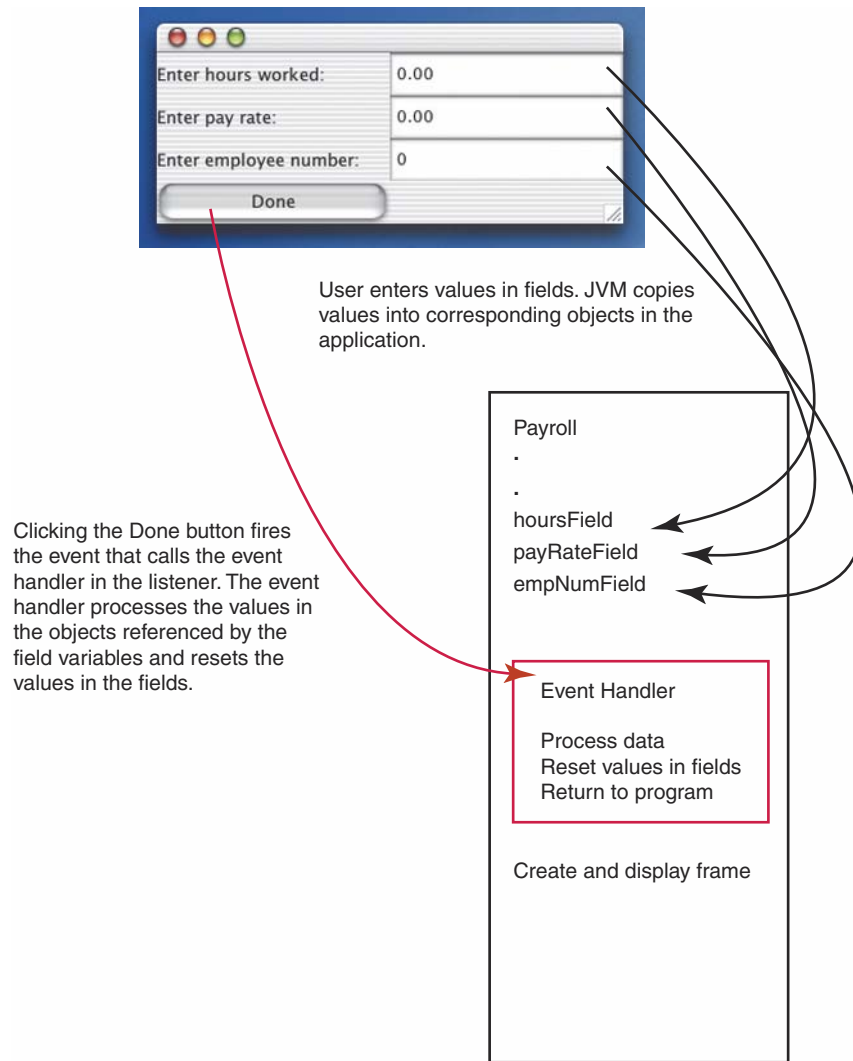 Enter hours worked: 0.00
Enter pay rate: 0.00
Enter employee number: 0
Done
User enters values in fields. JVM copies
values into corresponding objects in the
application.
Payroll
.
.
hoursField
payRateField
empNumField
Clicking the Done button fires
the event that calls the event
handler in the listener. The event
handler processes the values in
the objects referenced by the
field variables and resets the
values in the fields.
Event Handler
Process data
Reset values in fields
Return to program
Create and display frame